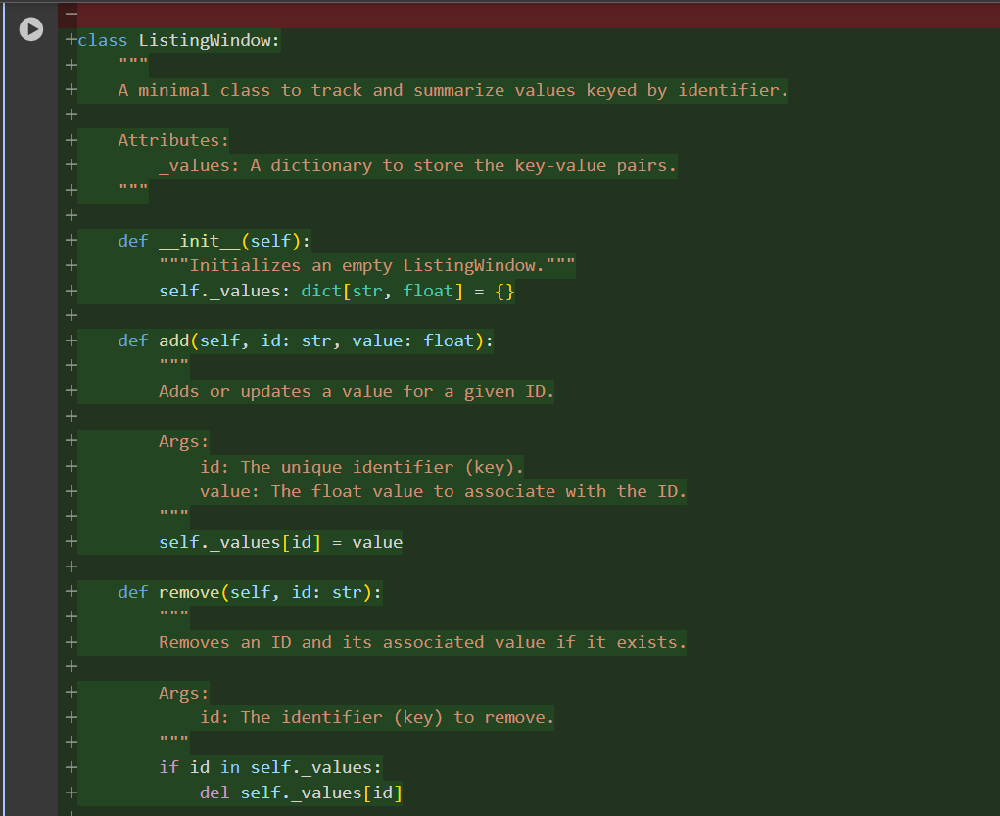 -
+class ListingWindow:
+    """
+    A minimal class to track and summarize values keyed by identifier.
+
+    Attributes:
+        _values: A dictionary to store the key-value pairs.
+    """
+
+    def __init__(self):
+        """Initializes an empty ListingWindow."""
+        self._values: dict[str, float] = {}
+
+    def add(self, id: str, value: float):
+        """
+        Adds or updates a value for a given ID.
+
+        Args:
+            id: The unique identifier (key).
+            value: The float value to associate with the ID.
+        """
+        self._values[id] = value
+
+    def remove(self, id: str):
+        """
+        Removes an ID and its associated value if it exists.
+
+        Args:
+            id: The identifier (key) to remove.
+        """
+        if id in self._values:
+            del self._values[id]